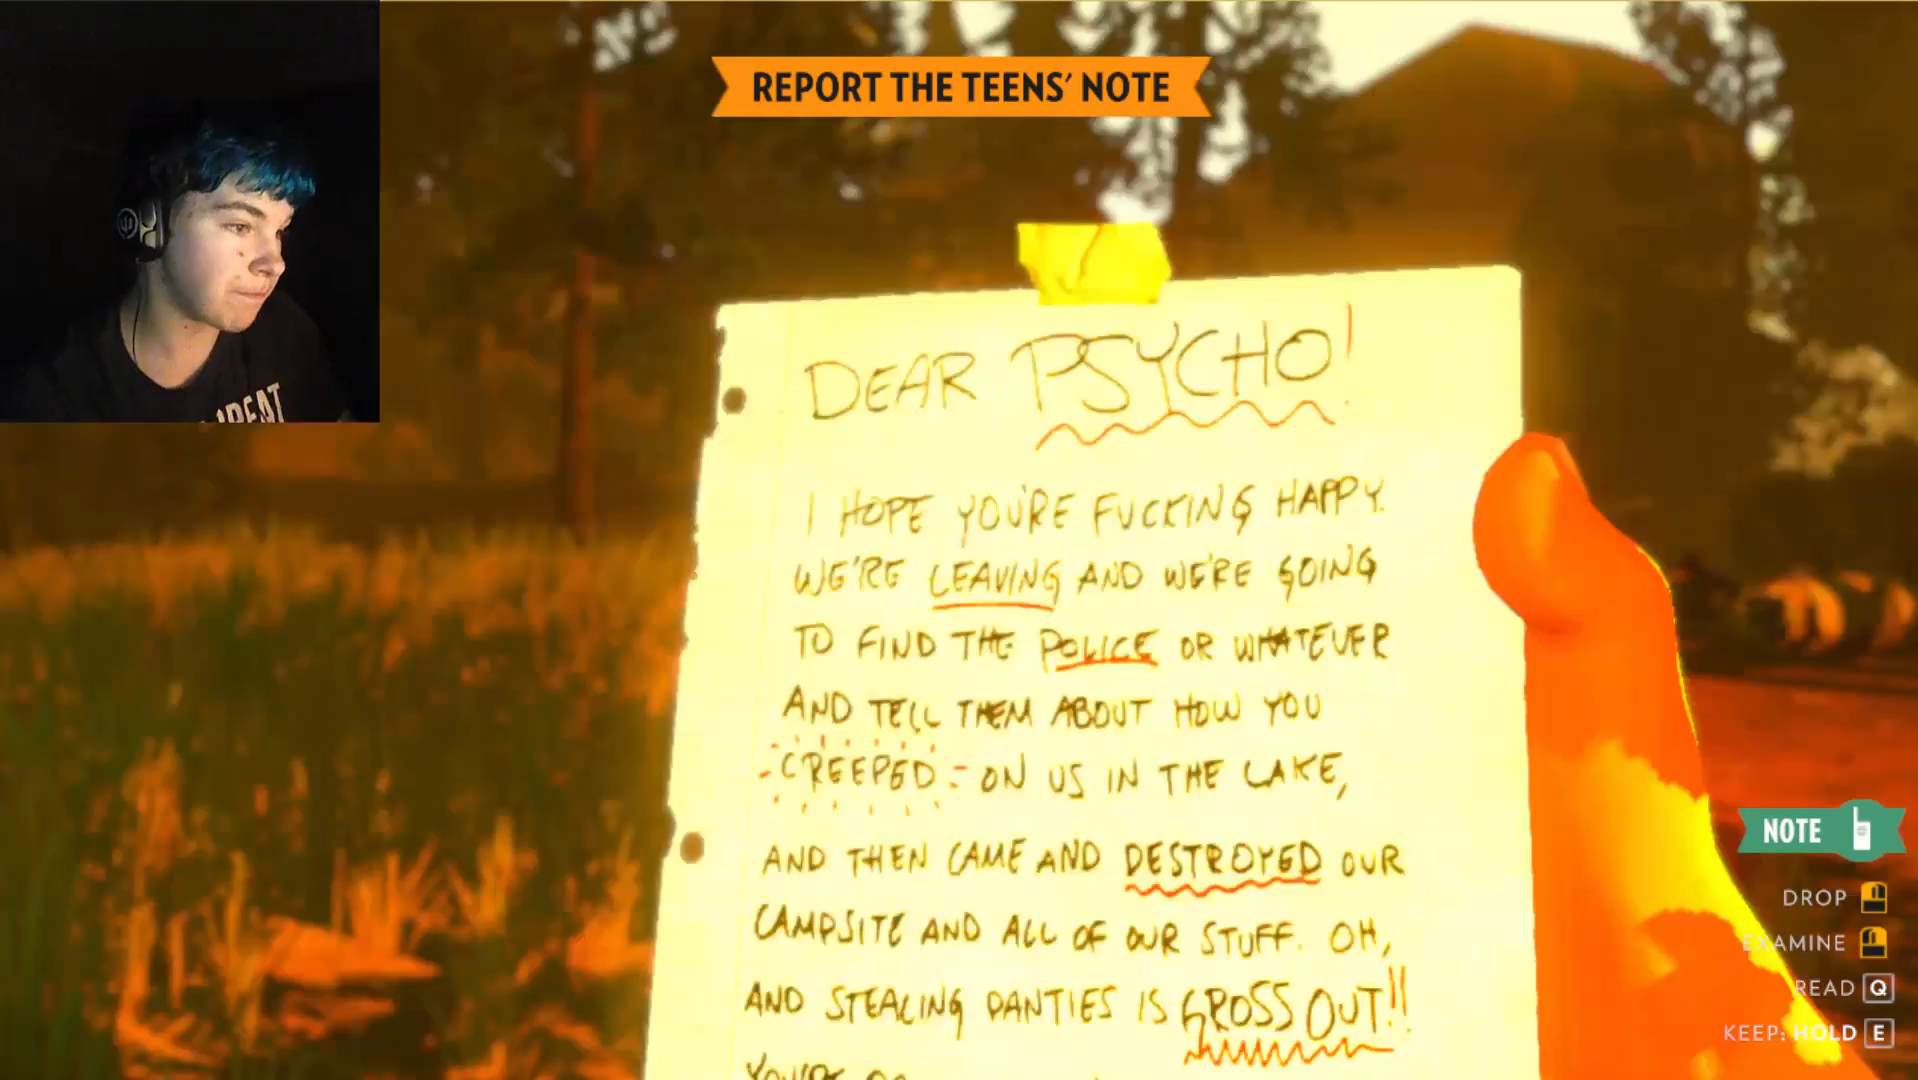 REPORT THE TEENS' NOTE
DEAR PSYCHO!
I HOPE YOU'RE FUCKING HAPPY.
WE'RE LEAVING AND WE'RE GOING
TO FIND THE POLICE OR WHATEVER
AND TELL THEM ABOUT HOW YOU
CREEPED ON US IN THE LAKE,
AND THEN CAME AND DESTROYED OUR
CAMPSITE AND ALL OF OUR STUFF. OH,
AND STEALING PANTIES IS GROSS OUT!!
NOTE
DROP
EXAMINE
READ Q
KEEP: HOLD E